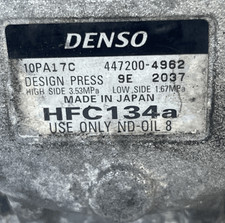 DENSO
10PA17C 447200-4962
DESIGN PRESS 9E 2037
HIGH SIDE 3.53MPa LOW SIDE 1.67MPa
MADE IN JAPAN
HFC134a
USE ONLY ND-OIL 8